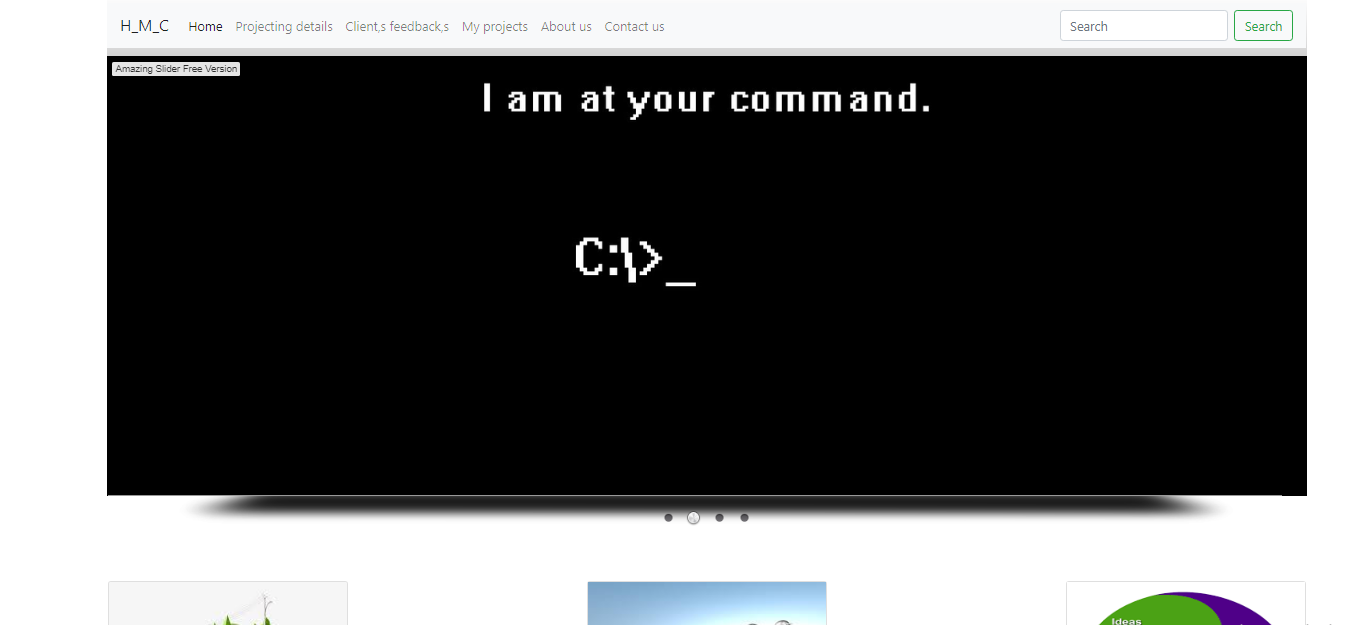 H_M_C Home Projecting details Client,s feedback,s My projects About us Contact us Search Search
Amazing Slider Free Version
I am at your command.
C:\>_
Ideas